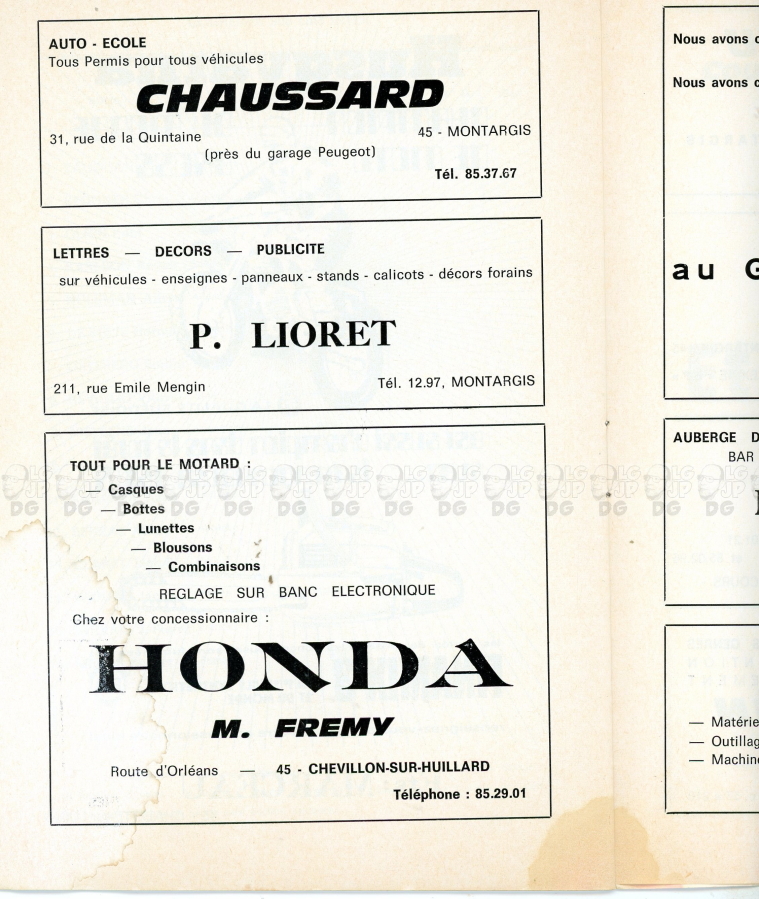 AUTO - ECOLE
Tous Permis pour tous véhicules
CHAUSSARD
31, rue de la Quintaine
45 - MONTARGIS
(près du garage Peugeot)
Tél. 85.37.67
LETTRES — DECORS — PUBLICITE
sur véhicules - enseignes - panneaux - stands - calicots - décors forains
P. LIORET
211, rue Emile Mengin
Tél. 12.97, MONTARGIS
TOUT POUR LE MOTARD :
— Casques
— Bottes
— Lunettes
— Blousons
— Combinaisons
REGLAGE SUR BANC ELECTRONIQUE
Chez votre concessionnaire :
HONDA
M. FREMY
Route d'Orléans — 45 - CHEVILLON-SUR-HUILLARD
Téléphone : 85.29.01
Nous avons
Nous avons
au G
AUBERGE D
BAR
— Matérie
— Outillag
— Machine
LG JP DG